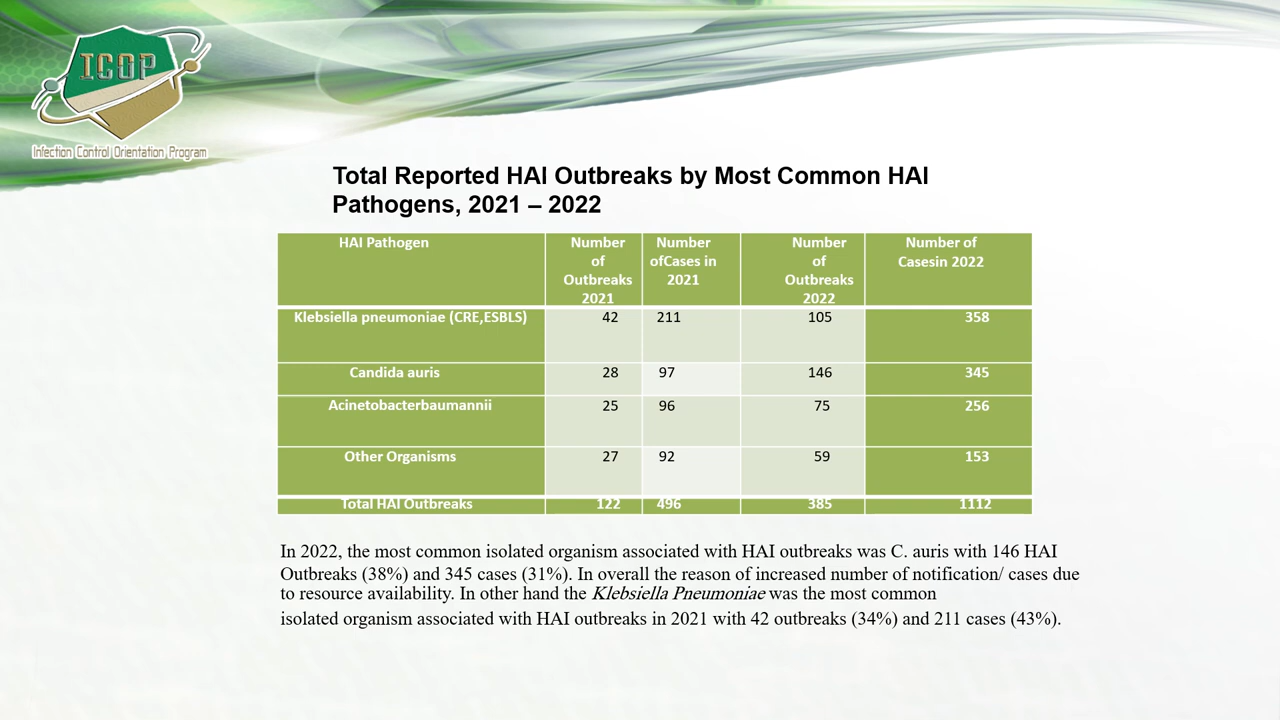 ICOP
Infection Control Orientation Program
Total Reported HAI Outbreaks by Most Common HAI
Pathogens, 2021 – 2022
HAI Pathogen
Number
of
Outbreaks
2021
Number
ofCases in
2021
Number
of
Outbreaks
2022
Number of
Casesin 2022
Klebsiella pneumoniae (CRE,ESBLS) 42 211 105 358
Candida auris 28 97 146 345
Acinetobacterbaumannii 25 96 75 256
Other Organisms 27 92 59 153
Total HAI Outbreaks 122 496 385 1112
In 2022, the most common isolated organism associated with HAI outbreaks was C. auris with 146 HAI
Outbreaks (38%) and 345 cases (31%). In overall the reason of increased number of notification/ cases due
to resource availability. In other hand the Klebsiella Pneumoniae was the most common
isolated organism associated with HAI outbreaks in 2021 with 42 outbreaks (34%) and 211 cases (43%).